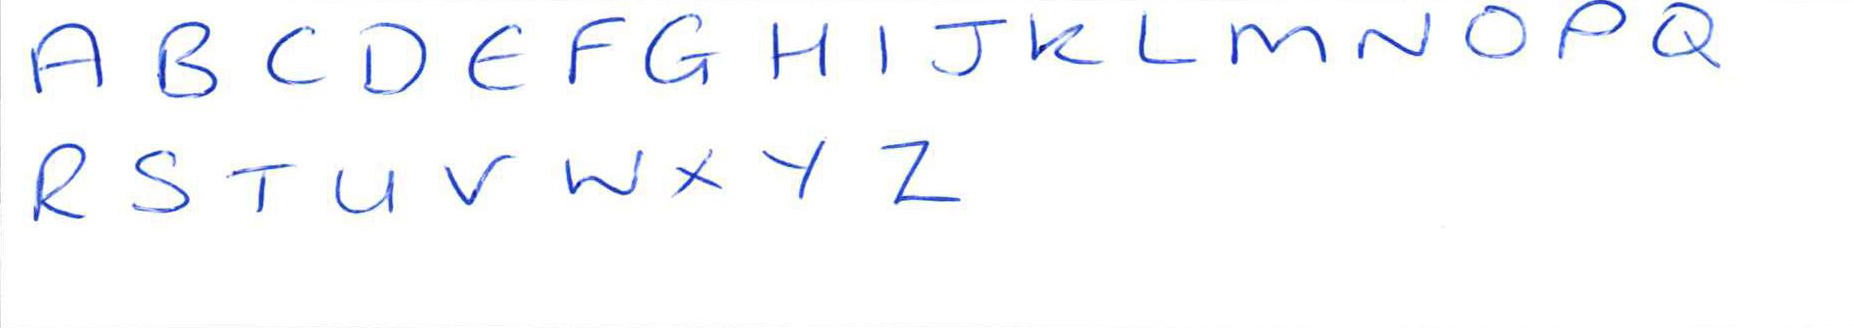 A B C D E F G H I J K L M N O P Q
R S T U V W X Y Z